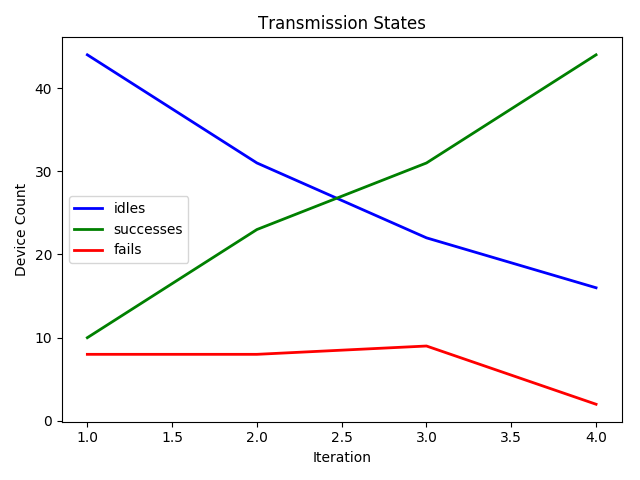 Transmission States
Device Count
40
30
20
10
0
idles
successes
fails
1.0 1.5 2.0 2.5 3.0 3.5 4.0
Iteration